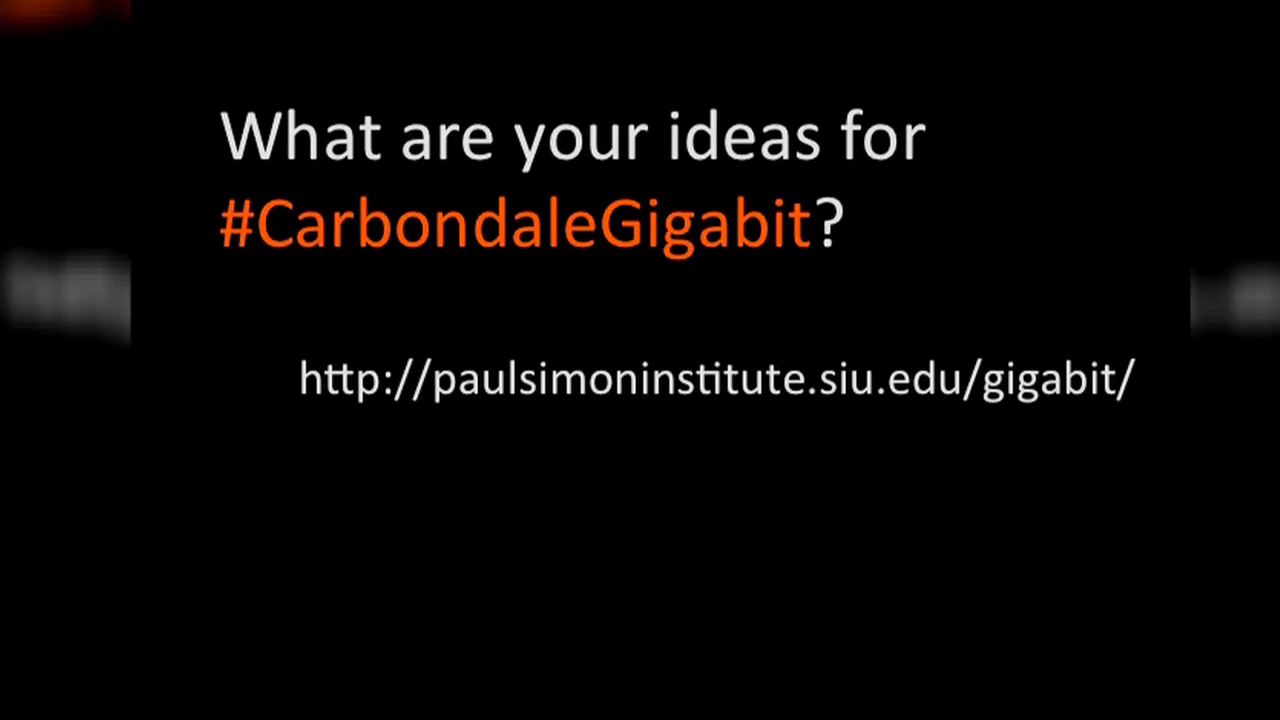 What are your ideas for
#CarbondaleGigabit?
http://paulsimoninstitute.siu.edu/gigabit/